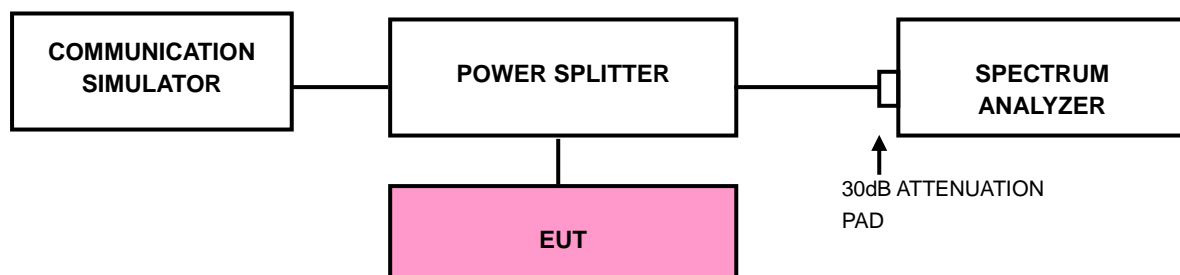 COMMUNICATION
SIMULATOR
POWER SPLITTER
SPECTRUM
ANALYZER
30dB ATTENUATION
PAD
EUT